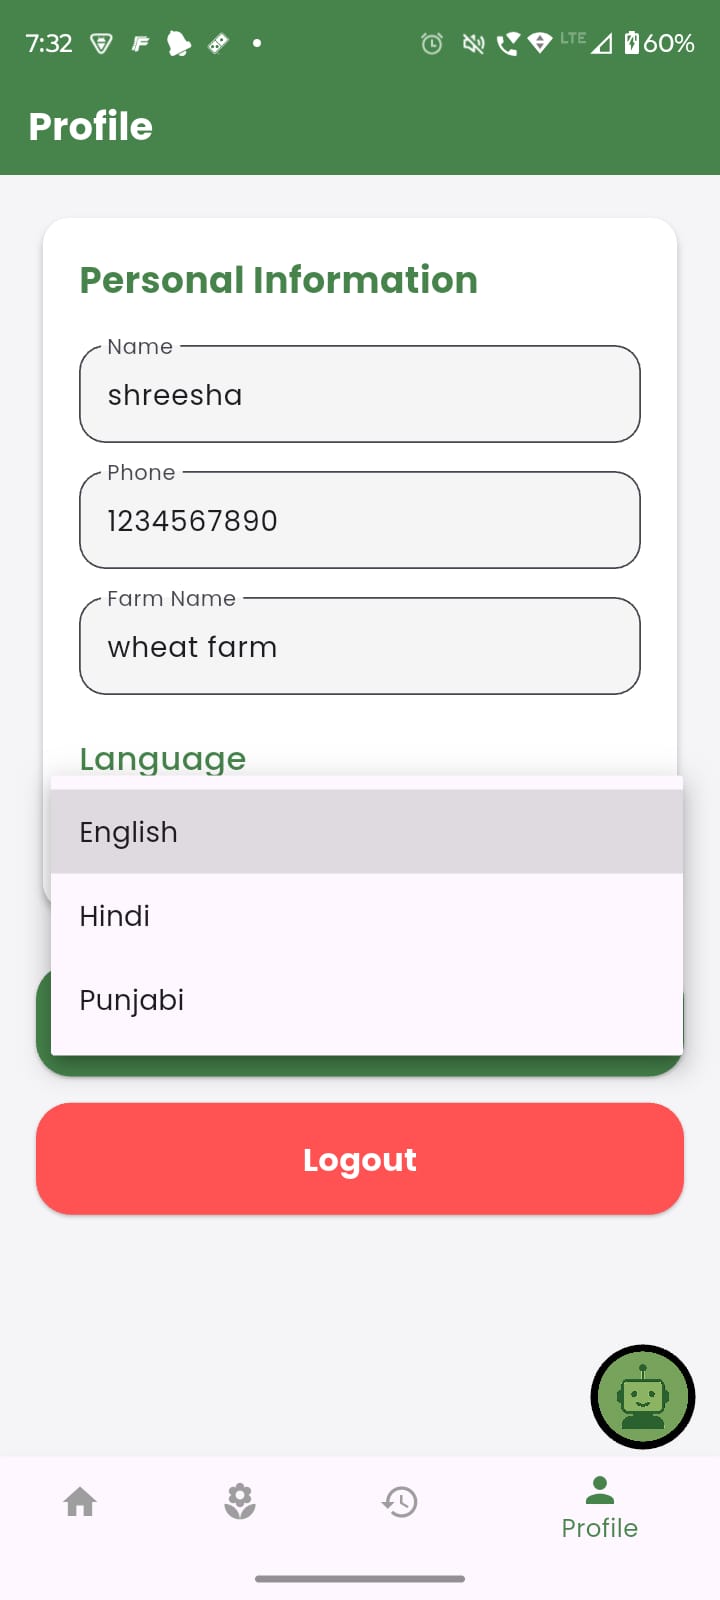 7:32
LTE
60%
Profile
Personal Information
Name
shreesha
Phone
1234567890
Farm Name
wheat farm
Language
English
Hindi
Punjabi
Logout
Profile